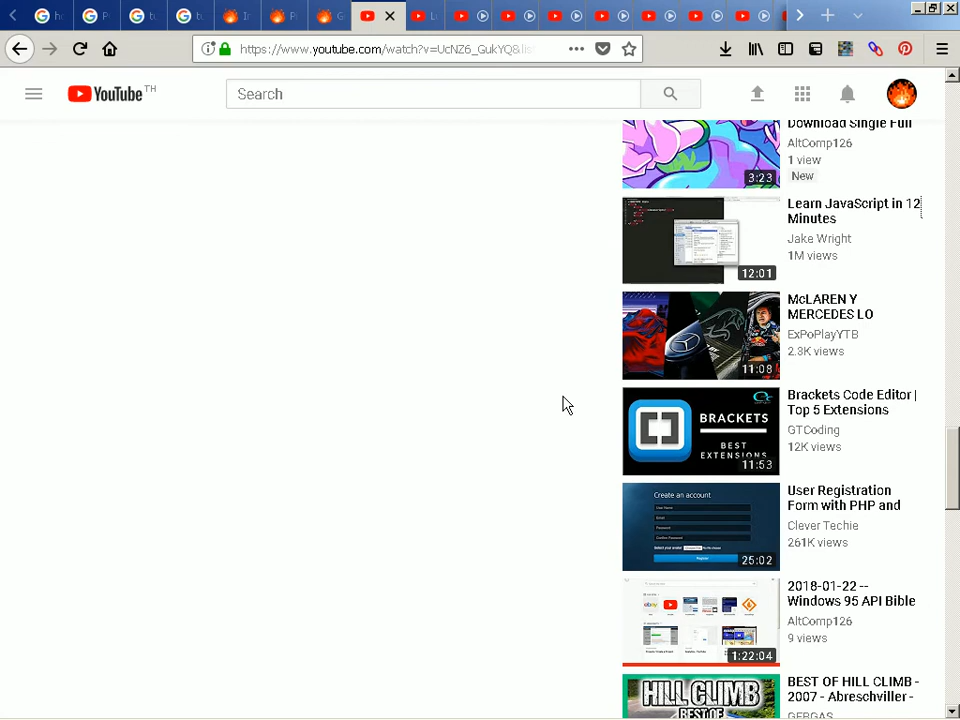 https://www.youtube.com/watch?v=UcNZ6_GukYQ&lis
YouTube TH
Search
Download Single Full
AltComp126
1 view
New
3:23
Learn JavaScript in 12
Minutes
Jake Wright
1M views
12:01
McLAREN Y
MERCEDES LO
ExPoPlayYTB
2.3K views
11:08
BRACKETS
BEST
EXTENSIONS
11:53
Brackets Code Editor |
Top 5 Extensions
GTCoding
12K views
Create an account
25:02
User Registration
Form with PHP and
Clever Techie
261K views
ebay
1:22:04
2018-01-22 --
Windows 95 API Bible
AltComp126
9 views
HILL CLIMB
BEST OF
BEST OF HILL CLIMB -
2007 - Abreschviller -